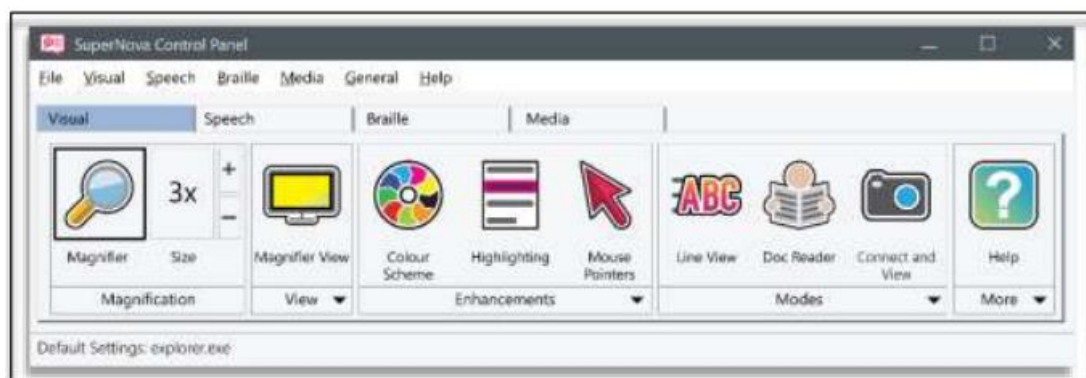 SuperNova Control Panel
File Visual Speech Braille Media General Help
Visual Speech Braille Media
3x + −
ABC
?
Magnifier Size Magnifier View Colour Scheme Highlighting Mouse Pointers Line View Doc Reader Connect and View Help
Magnification View Enhancements Modes More
Default Settings: explorer.exe